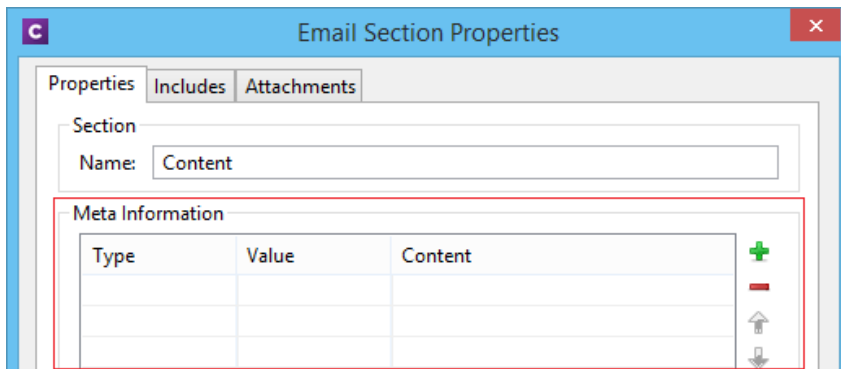 C Email Section Properties
Properties Includes Attachments
Section
Name: Content
Meta Information
Type Value Content